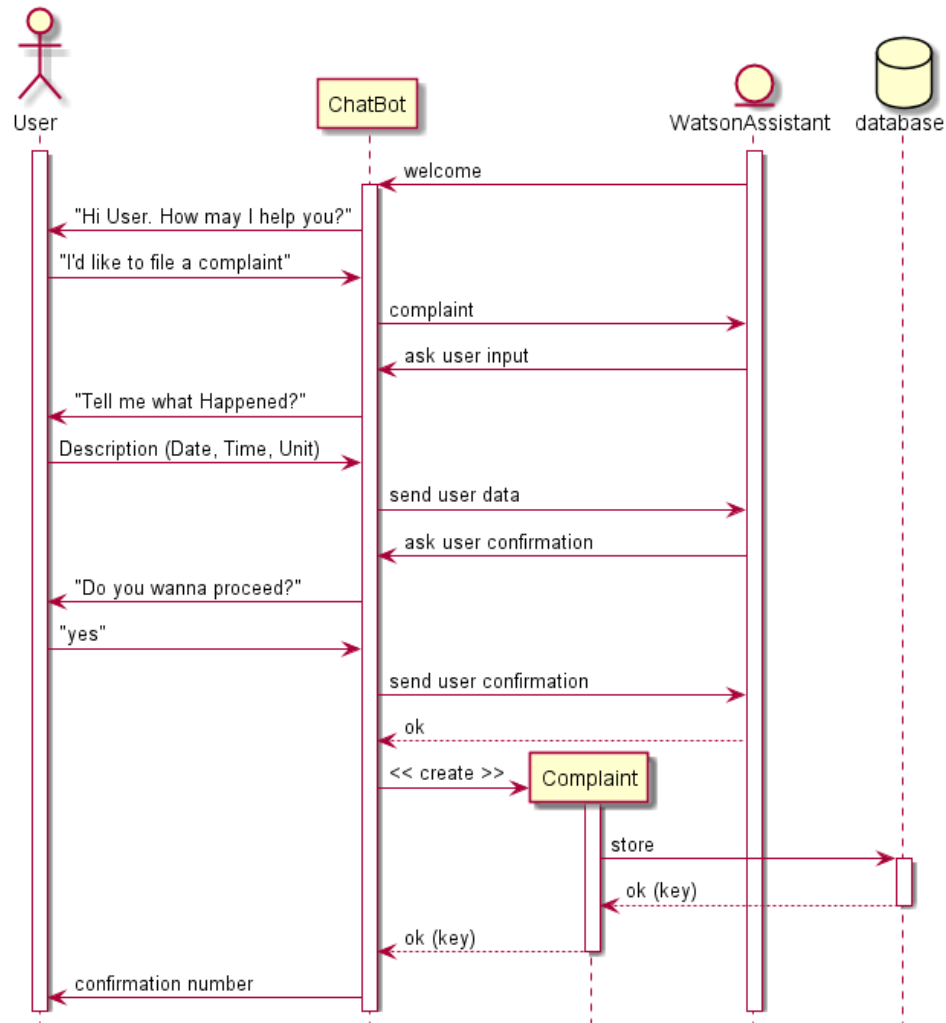 User
ChatBot
WatsonAssistant
database
welcome
"Hi User. How may I help you?"
"I'd like to file a complaint"
complaint
ask user input
"Tell me what Happened?"
Description (Date, Time, Unit)
send user data
ask user confirmation
"Do you wanna proceed?"
"yes"
send user confirmation
ok
<< create >>
Complaint
store
ok (key)
ok (key)
confirmation number